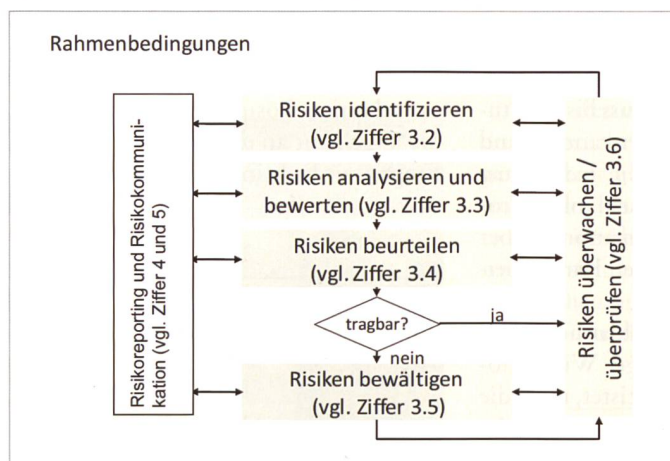 Rahmenbedingungen
Risikoreporting und Risikokommuni-
kation (vgl. Ziffer 4 und 5)
Risiken identifizieren
(vgl. Ziffer 3.2)
Risiken analysieren und
bewerten (vgl. Ziffer 3.3)
Risiken beurteilen
(vgl. Ziffer 3.4)
tragbar?
ja
nein
Risiken bewältigen
(vgl. Ziffer 3.5)
Risiken überwachen /
überprüfen (vgl. Ziffer 3.6)